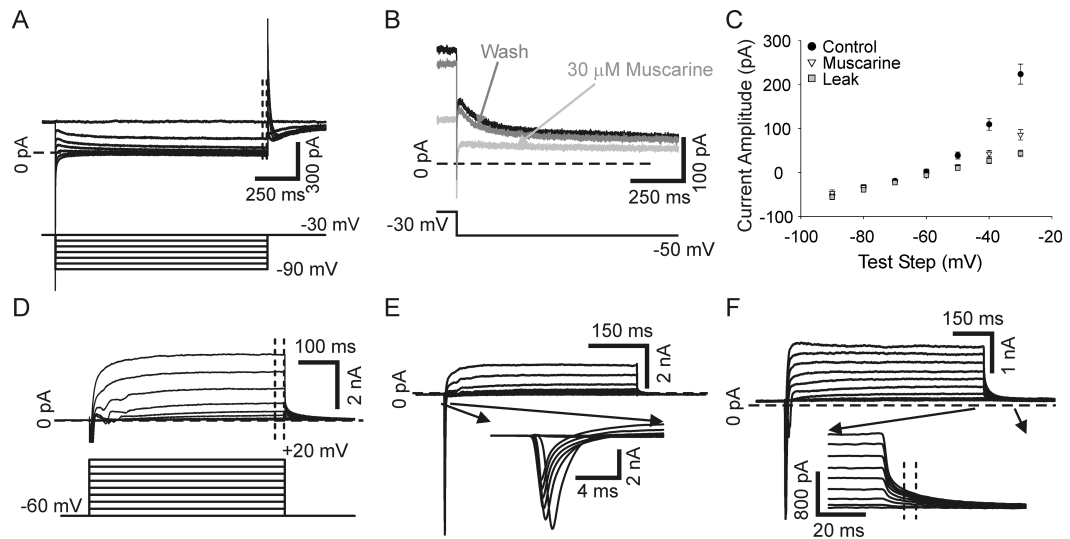 A
0 pA
250 ms
300 pA
-30 mV
-90 mV
B
Wash
30 µM Muscarine
0 pA
250 ms
100 pA
-30 mV
-50 mV
C
Current Amplitude (pA)
300
200
100
0
-100
Control
Muscarine
Leak
-100
-80
-60
-40
-20
Test Step (mV)
D
100 ms
2 nA
0 pA
+20 mV
-60 mV
E
150 ms
2 nA
0 pA
4 ms
2 nA
F
150 ms
1 nA
0 pA
800 pA
20 ms